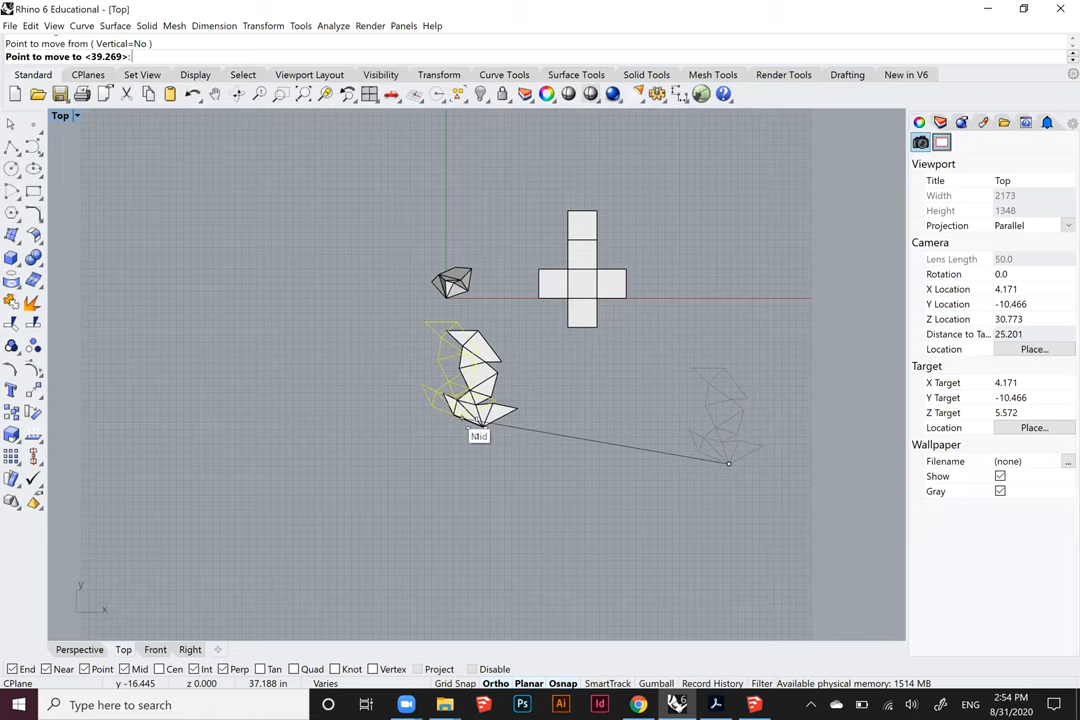 Rhino 6 Educational - [Top]
File Edit View Curve Surface Solid Mesh Dimension Transform Tools Analyze Render Panels Help
Point to move from ( Vertical=No )
Point to move to <39.269>:
Standard CPlanes Set View Display Select Viewport Layout Visibility Transform Curve Tools Surface Tools Solid Tools Mesh Tools Render Tools Drafting New in V6
Top
Viewport
Title Top
Width 2173
Height 1348
Projection Parallel
Camera
Lens Length 50.0
Rotation 0.0
X Location 4.171
Y Location -10.466
Z Location 30.773
Distance to Ta... 25.201
Location Place...
Target
X Target 4.171
Y Target -10.466
Z Target 5.572
Location Place...
Wallpaper
Filename (none) ...
Show
Gray
Mid
y
x
Perspective Top Front Right
End Near Point Mid Cen Int Perp Tan Quad Knot Vertex Project Disable
CPlane y -16.445 z 0.000 37.188 in Varies Grid Snap Ortho Planar Osnap SmartTrack Gumball Record History Filter Available physical memory: 1514 MB
Type here to search Ps Ai Id ENG 2:54 PM
8/31/2020